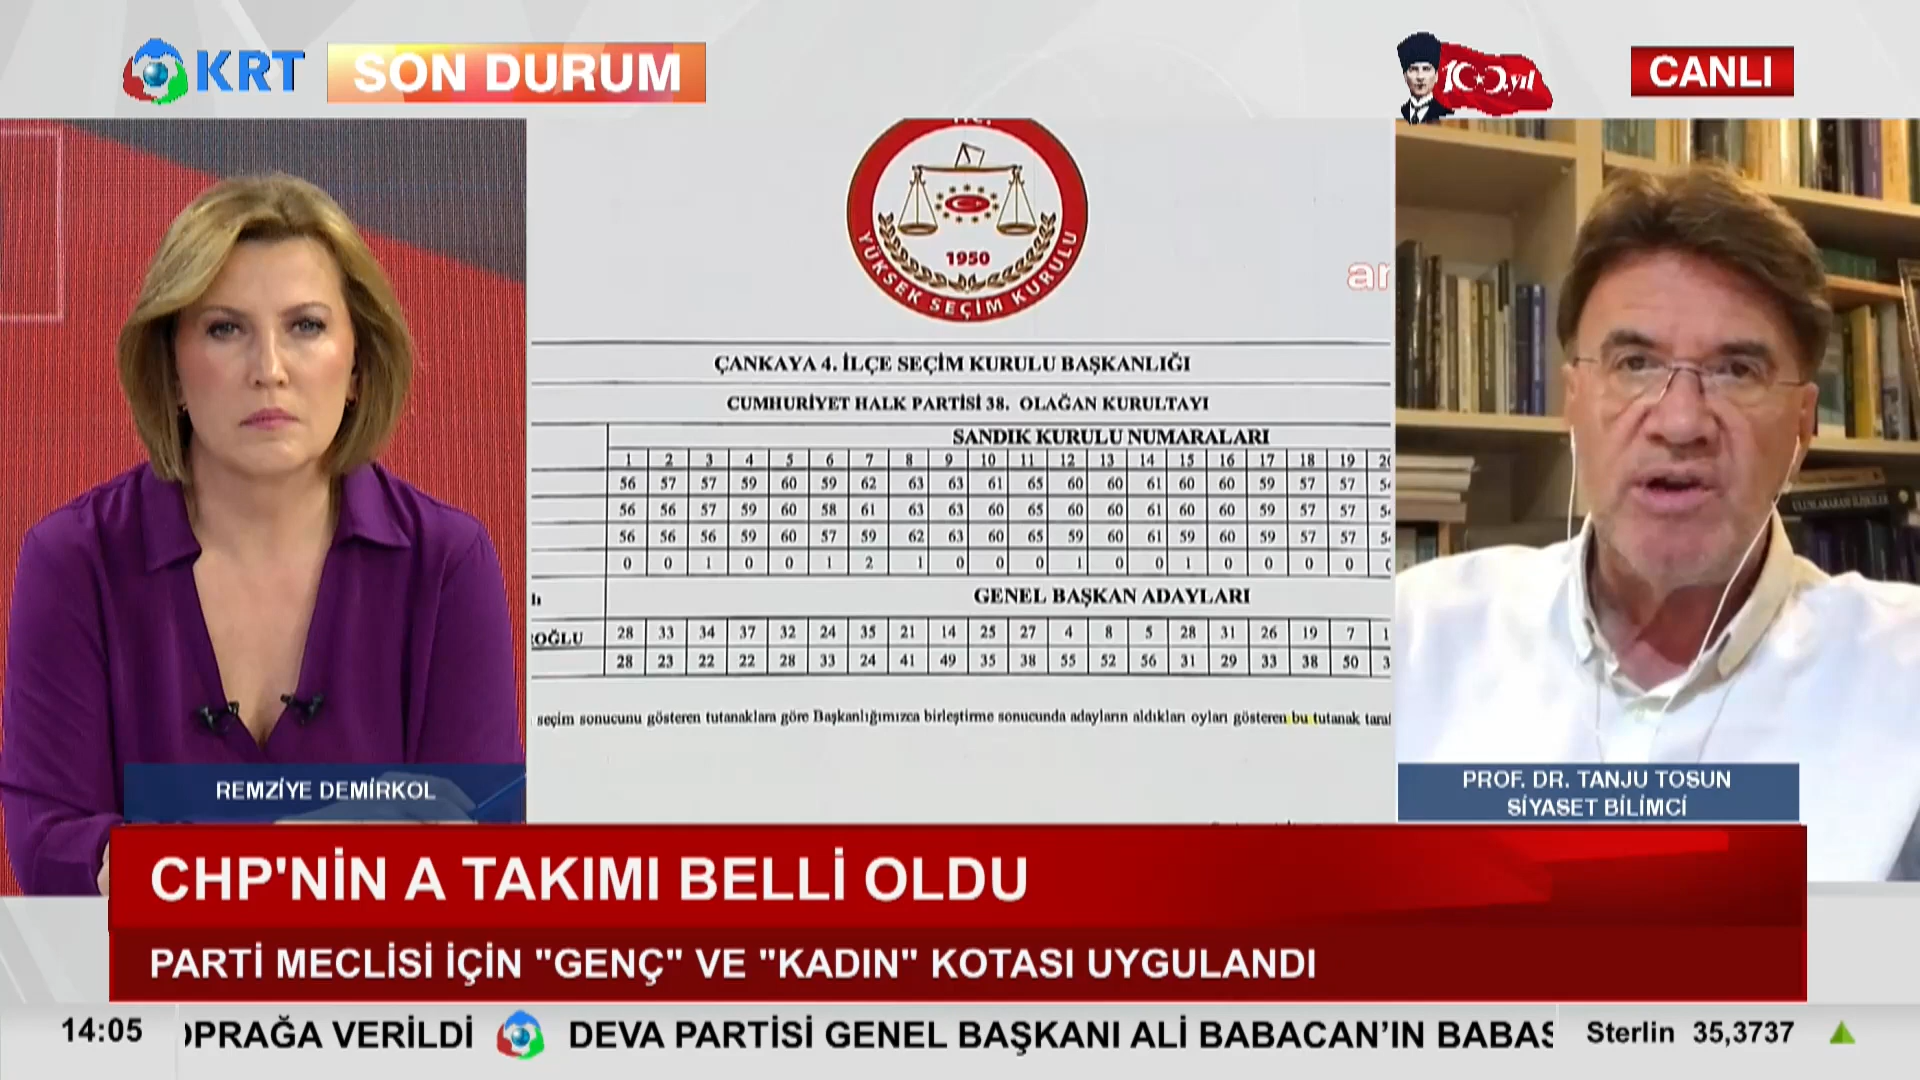 KRT
SON DURUM
100.yıl
CANLI
T.C.
YÜKSEK SEÇİM KURULU
1950
ÇANKAYA 4. İLÇE SEÇİM KURULU BAŞKANLIĞI
CUMHURİYET HALK PARTİSİ 38. OLAĞAN KURULTAYI
SANDIK KURULU NUMARALARI
1 2 3 4 5 6 7 8 9 10 11 12 13 14 15 16 17 18 19
56 57 57 59 60 59 62 63 63 61 65 60 60 61 60 60 59 57 57
56 56 57 59 60 58 61 63 63 60 65 60 60 61 60 60 59 57 57
56 56 56 59 60 57 59 62 63 60 65 59 60 61 59 60 59 57 57
0 0 1 0 0 1 2 1 0 0 0 1 0 0 1 0 0 0 0
GENEL BAŞKAN ADAYLARI
OĞLU 28 33 34 37 32 24 35 21 14 25 27 4 8 5 28 31 26 19 7
28 23 22 22 28 33 24 41 49 35 38 55 52 56 31 29 33 38 50
seçim sonucunu gösteren tutanaklara göre Başkanlığımızca birleştirme sonucunda adayların aldıkları oyları gösteren bu tutanak taraf
ULUSLARARASI İLİŞKİLER
REMZİYE DEMİRKOL
PROF. DR. TANJU TOSUN
SİYASET BİLİMCİ
CHP'NİN A TAKIMI BELLİ OLDU
PARTİ MECLİSİ İÇİN "GENÇ" VE "KADIN" KOTASI UYGULANDI
14:05 OPRAĞA VERİLDİ DEVA PARTİSİ GENEL BAŞKANI ALİ BABACAN'IN BABAS Sterlin 35,3737